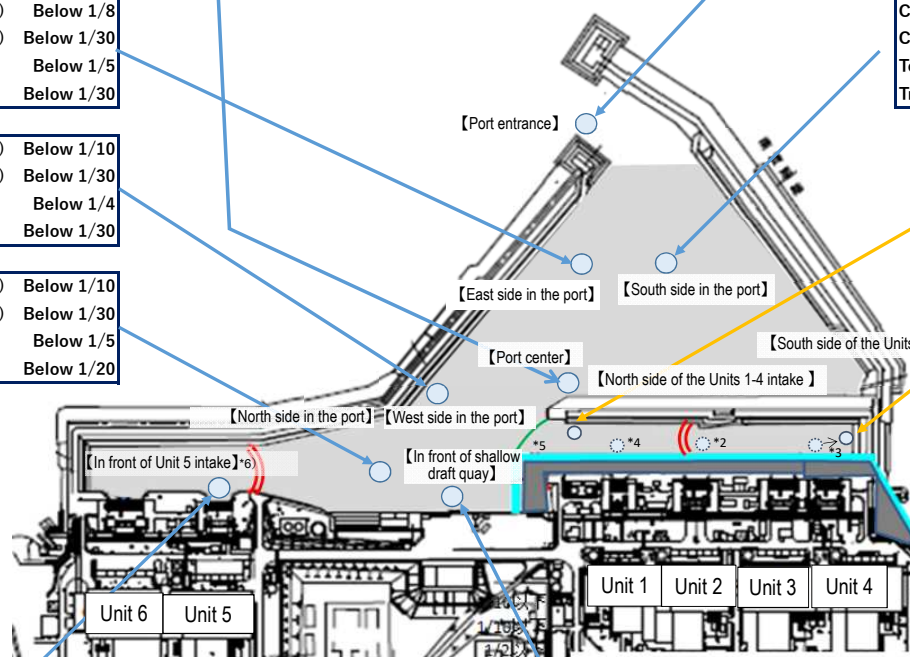 ) Below 1/8
) Below 1/30
Below 1/5
Below 1/30
) Below 1/10
) Below 1/30
Below 1/4
Below 1/30
) Below 1/10
) Below 1/30
Below 1/5
Below 1/20
C
C
T
T
【Port entrance】
【East side in the port】
【South side in the port】
【South side of the Units
【Port center】
【North side of the Units 1-4 intake 】
【North side in the port】
【West side in the port】
*5
*4
*2
*3
【In front of Unit 5 intake】*6)
【In front of shallow
draft quay】
Unit 1
Unit 2
Unit 3
Unit 4
Unit 6
Unit 5